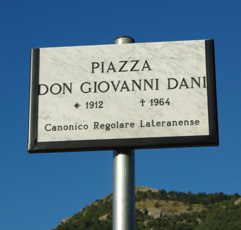 PIAZZA
DON GIOVANNI DANI
* 1912 † 1964
Canonico Regolare Lateranense